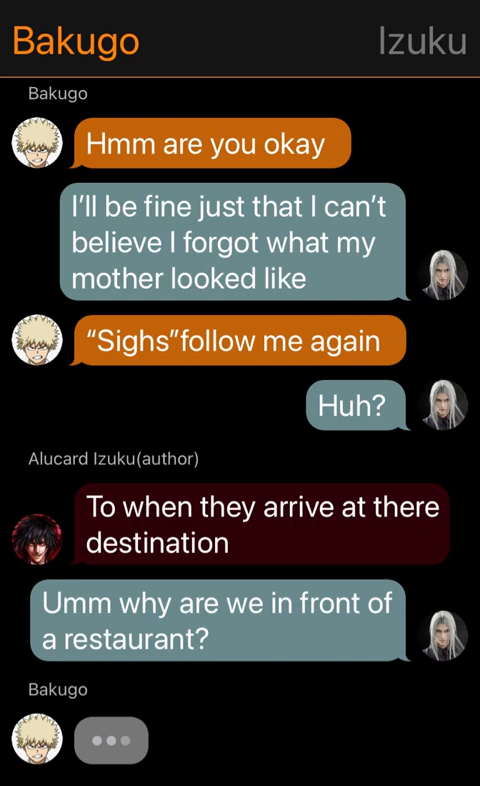 Bakugo
Izuku
Bakugo
Hmm are you okay
I'll be fine just that I can't
believe I forgot what my
mother looked like
“Sighs”follow me again
Huh?
Alucard Izuku(author)
To when they arrive at there
destination
Umm why are we in front of
a restaurant?
Bakugo